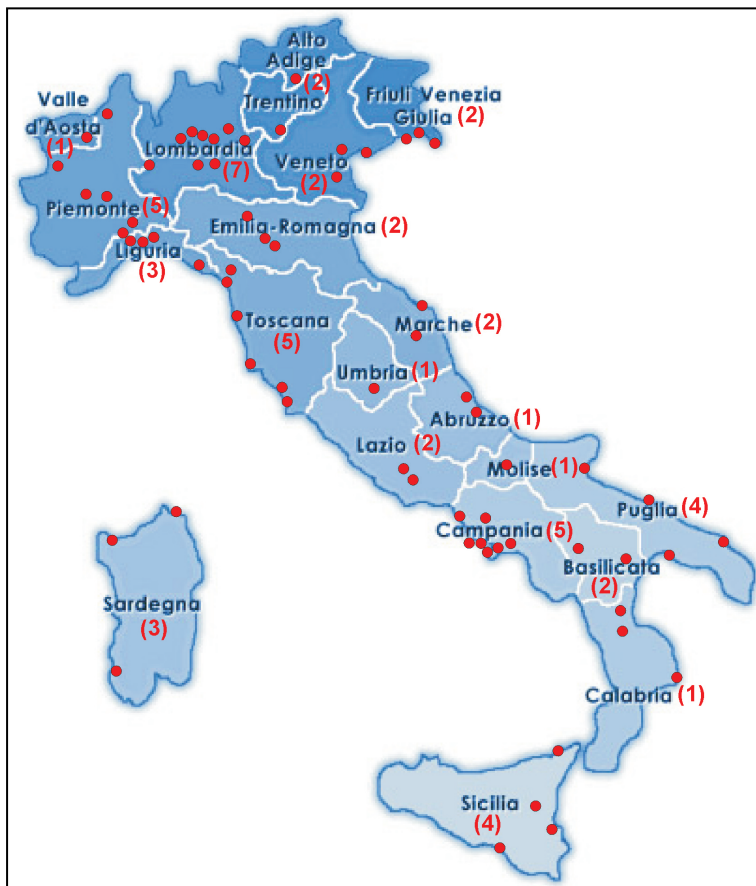 Alto
Adige
(2)
Trentino
Friuli Venezia
Giulia (2)
Valle
d'Aosta
(1)
Lombardia
(7)
Veneto
(2)
Piemonte (5)
Emilia-Romagna (2)
Liguria
(3)
Toscana
(5)
Marche (2)
Umbria (1)
Abruzzo (1)
Lazio (2)
Molise (1)
Puglia (4)
Campania (5)
Basilicata
(2)
Sardegna
(3)
Calabria (1)
Sicilia
(4)